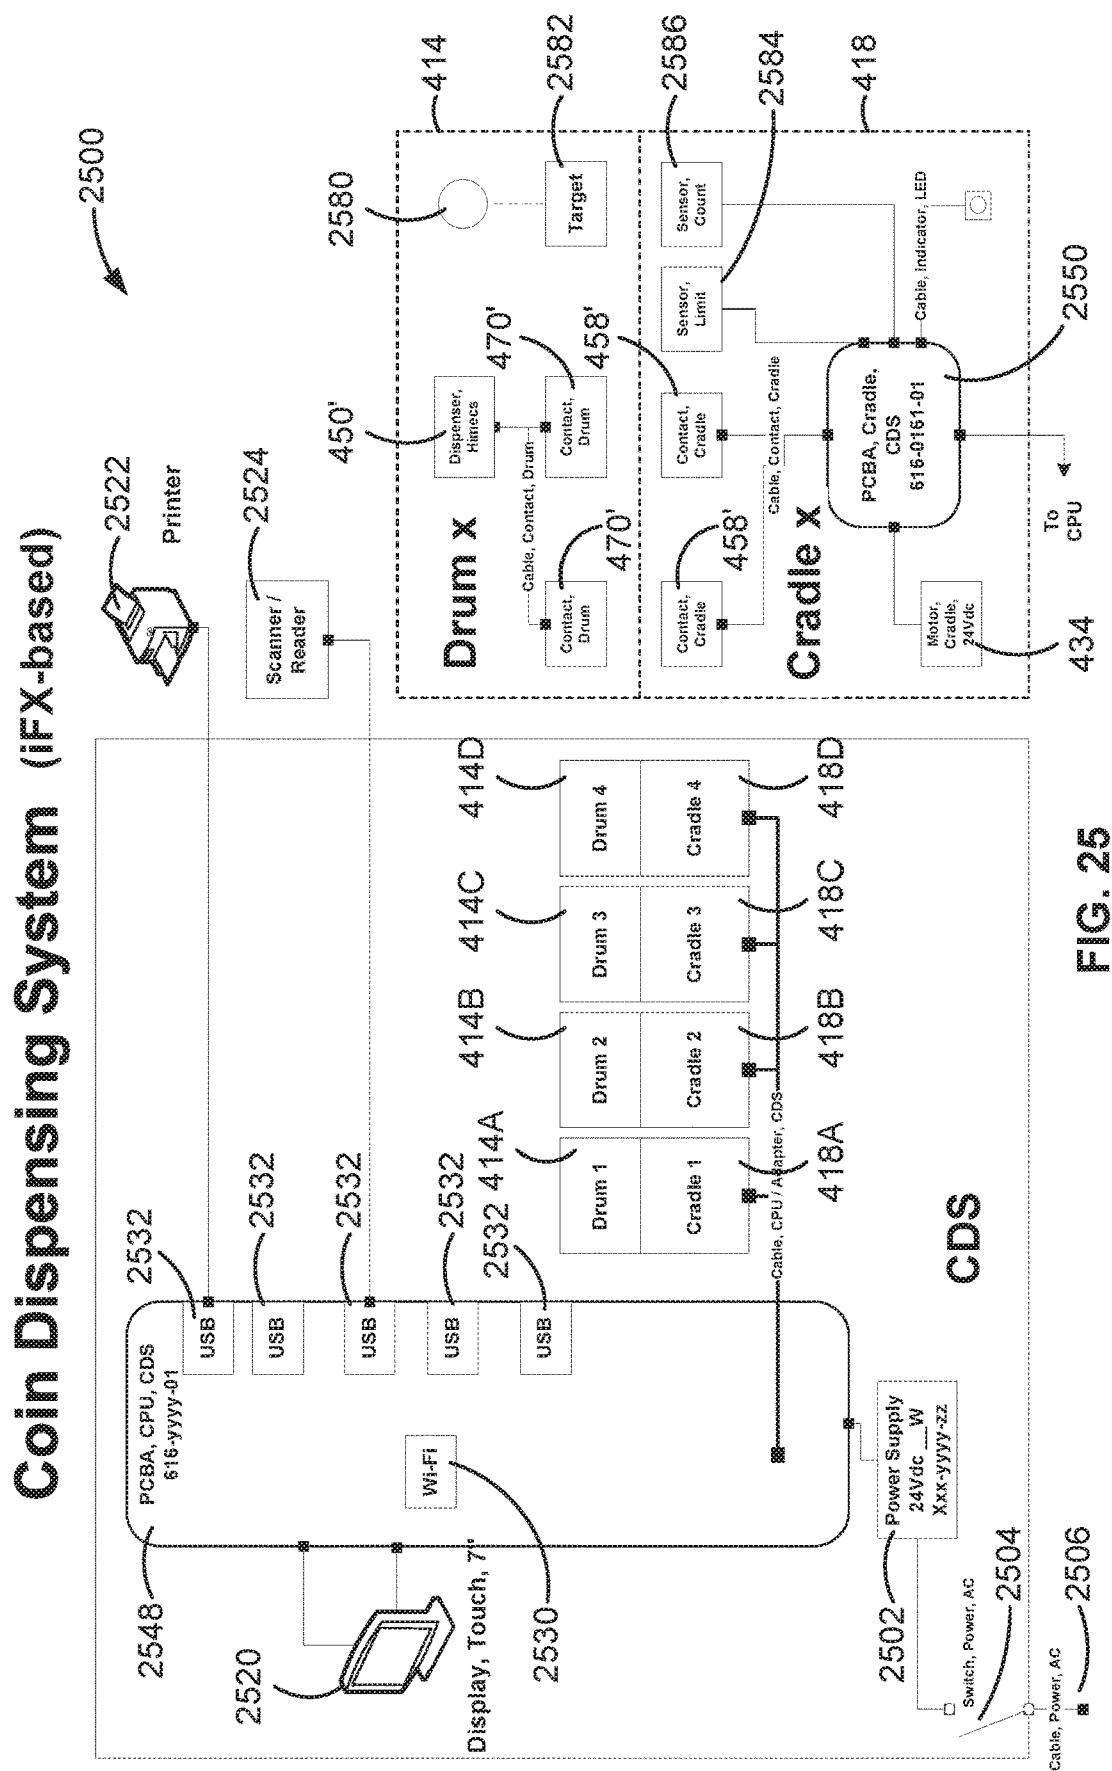 Coin Dispensing System (iFX-based)
2500
2548
PCBA, CPU, CDS
616-yyyy-01
USB
2532
USB
2532
USB
2532
USB
2532
USB
2532
2522
Printer
2524
Scanner /
Reader
2520
Display, Touch, 7"
Wi-Fi
2530
414A
414B
414C
414D
Drum 1
Drum 2
Drum 3
Drum 4
Cradle 1
Cradle 2
Cradle 3
Cradle 4
418A
418B
418C
418D
Cable, CPU / Adapter, CDS
CDS
Power Supply
24Vdc __W
Xxx-yyyy-zz
2502
Switch, Power, AC
2504
Cable, Power, AC
2506
414
2580
Target
2582
450'
Dispenser,
Himecs
470'
Contact,
Drum
Cable, Contact, Drum
Contact,
Drum
470'
Drum x
2586
Sensor,
Count
2584
Sensor,
Limit
458'
Contact,
Cradle
Contact,
Cradle
458'
Cable, Contact, Cradle
Cradle x
418
Cable, Indicator, LED
PCBA, Cradle,
CDS
616-0161-01
2550
To
CPU
Motor,
Cradle,
24Vdc
434
FIG. 25